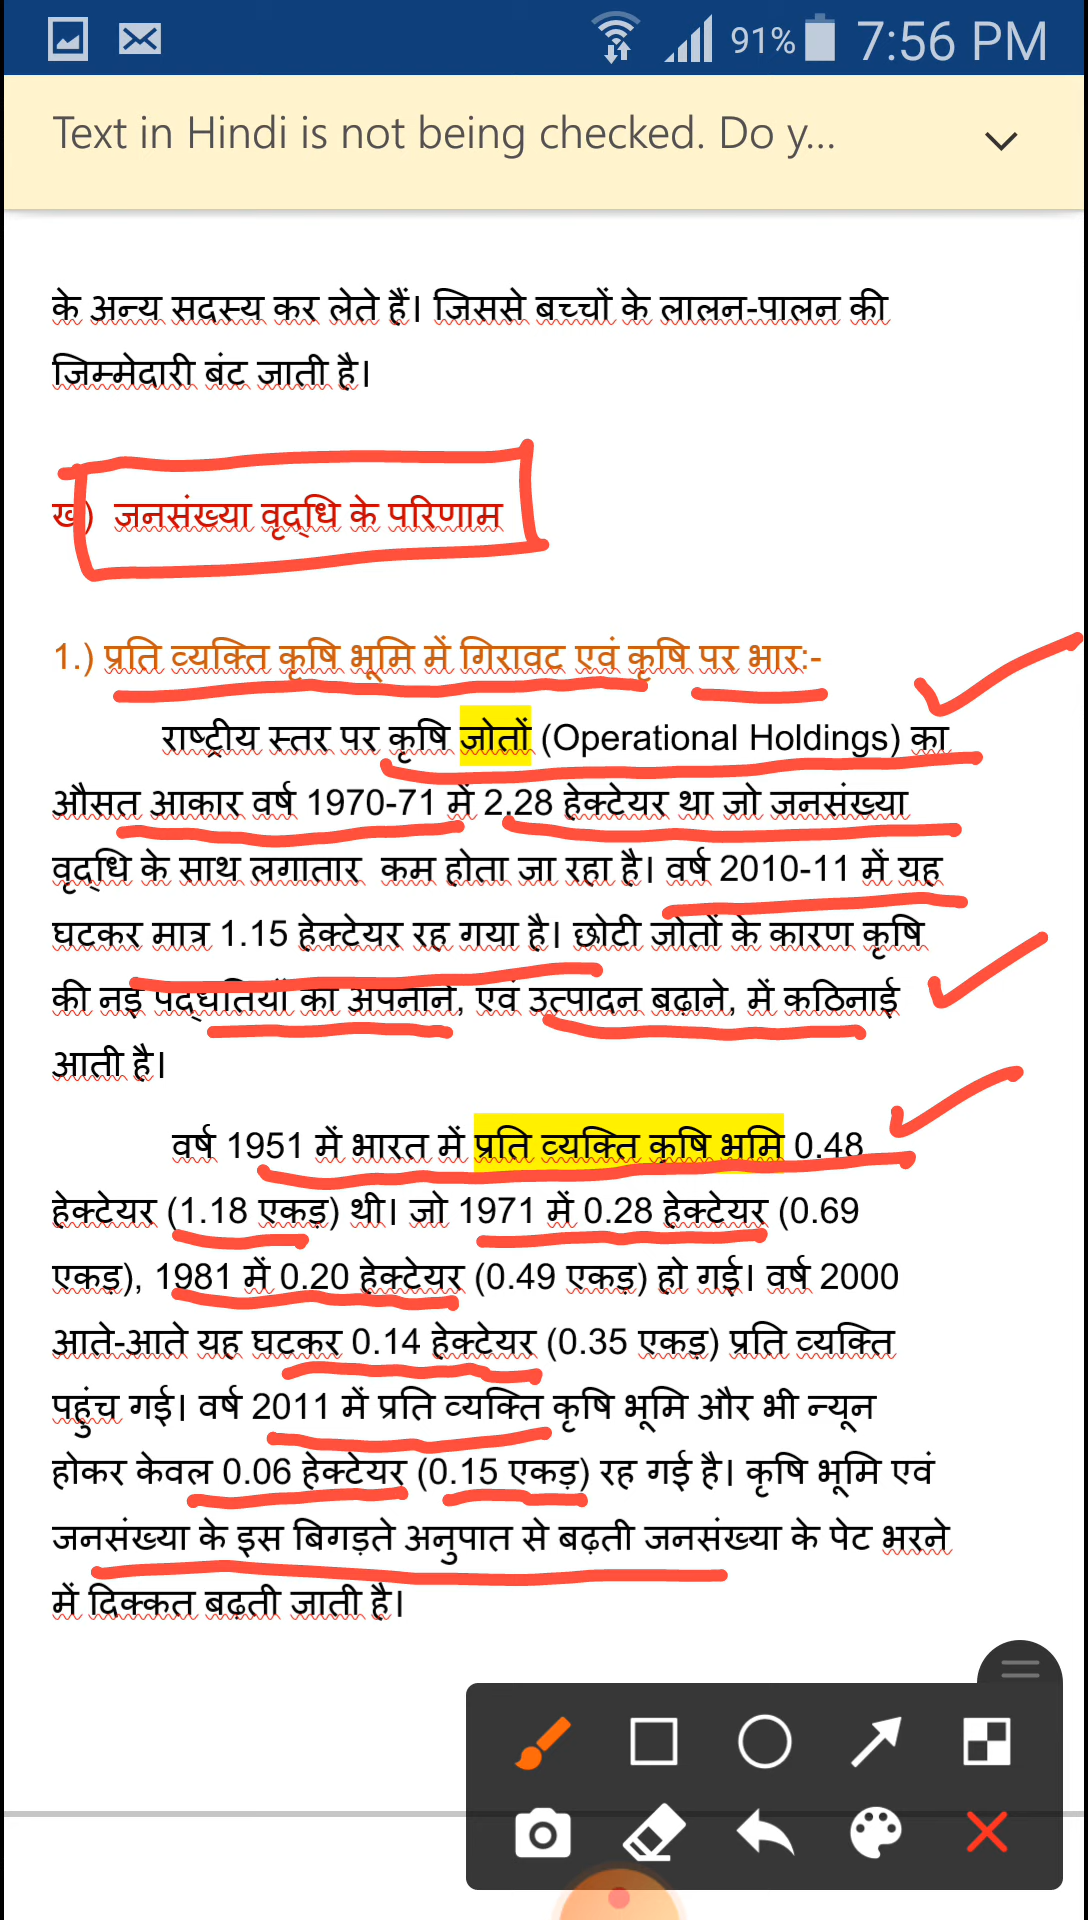 91% 7:56 PM
Text in Hindi is not being checked. Do y...
के अन्य सदस्य कर लेते हैं। जिससे बच्चों के लालन-पालन की
जिम्मेदारी बंट जाती है।
ख) जनसंख्या वृद्धि के परिणाम
1.) प्रति व्यक्ति कृषि भूमि में गिरावट एवं कृषि पर भार:-
राष्ट्रीय स्तर पर कृषि जोतों (Operational Holdings) का
औसत आकार वर्ष 1970-71 में 2.28 हेक्टेयर था जो जनसंख्या
वृद्धि के साथ लगातार कम होता जा रहा है। वर्ष 2010-11 में यह
घटकर मात्र 1.15 हेक्टेयर रह गया है। छोटी जोतों के कारण कृषि
की नई पद्धतियों को अपनाने, एवं उत्पादन बढ़ाने, में कठिनाई
आती है।
वर्ष 1951 में भारत में प्रति व्यक्ति कृषि भूमि 0.48
हेक्टेयर (1.18 एकड़) थी। जो 1971 में 0.28 हेक्टेयर (0.69
एकड़), 1981 में 0.20 हेक्टेयर (0.49 एकड़) हो गई। वर्ष 2000
आते-आते यह घटकर 0.14 हेक्टेयर (0.35 एकड़) प्रति व्यक्ति
पहुंच गई। वर्ष 2011 में प्रति व्यक्ति कृषि भूमि और भी न्यून
होकर केवल 0.06 हेक्टेयर (0.15 एकड़) रह गई है। कृषि भूमि एवं
जनसंख्या के इस बिगड़ते अनुपात से बढ़ती जनसंख्या के पेट भरने
में दिक्कत बढ़ती जाती है।